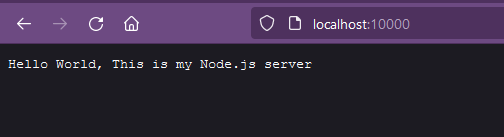 localhost:10000
Hello World, This is my Node.js server